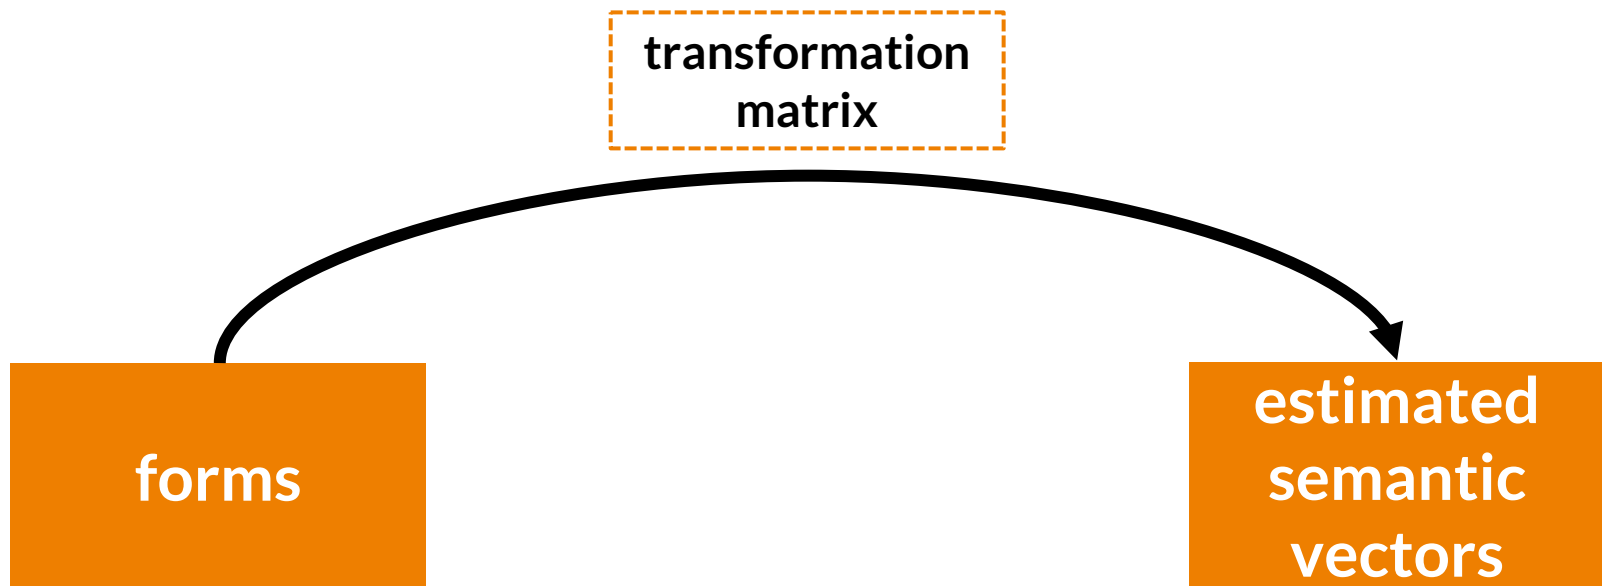 transformation
matrix
forms
estimated
semantic
vectors